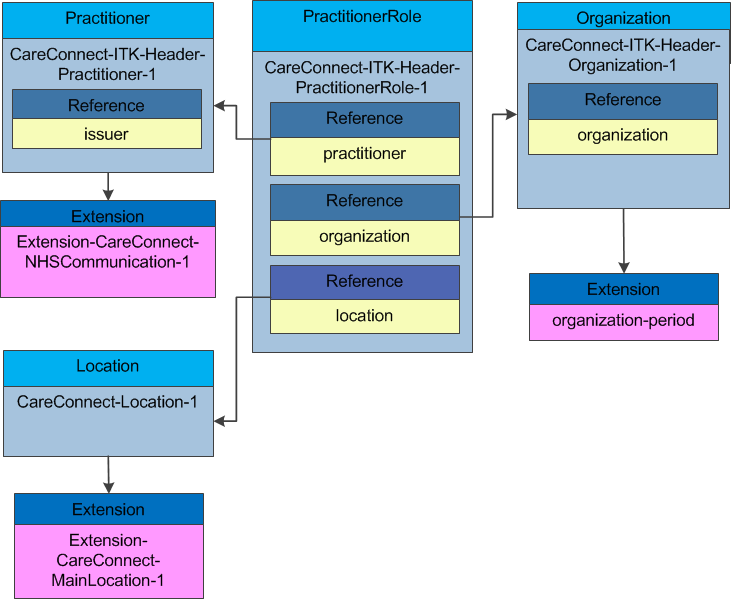 Practitioner
CareConnect-ITK-Header-
Practitioner-1
Reference
issuer
Extension
Extension-CareConnect-
NHSCommunication-1
PractitionerRole
CareConnect-ITK-Header-
PractitionerRole-1
Reference
practitioner
Reference
organization
Reference
location
Organization
CareConnect-ITK-Header-
Organization-1
Reference
organization
Extension
organization-period
Location
CareConnect-Location-1
Extension
Extension-
CareConnect-
MainLocation-1